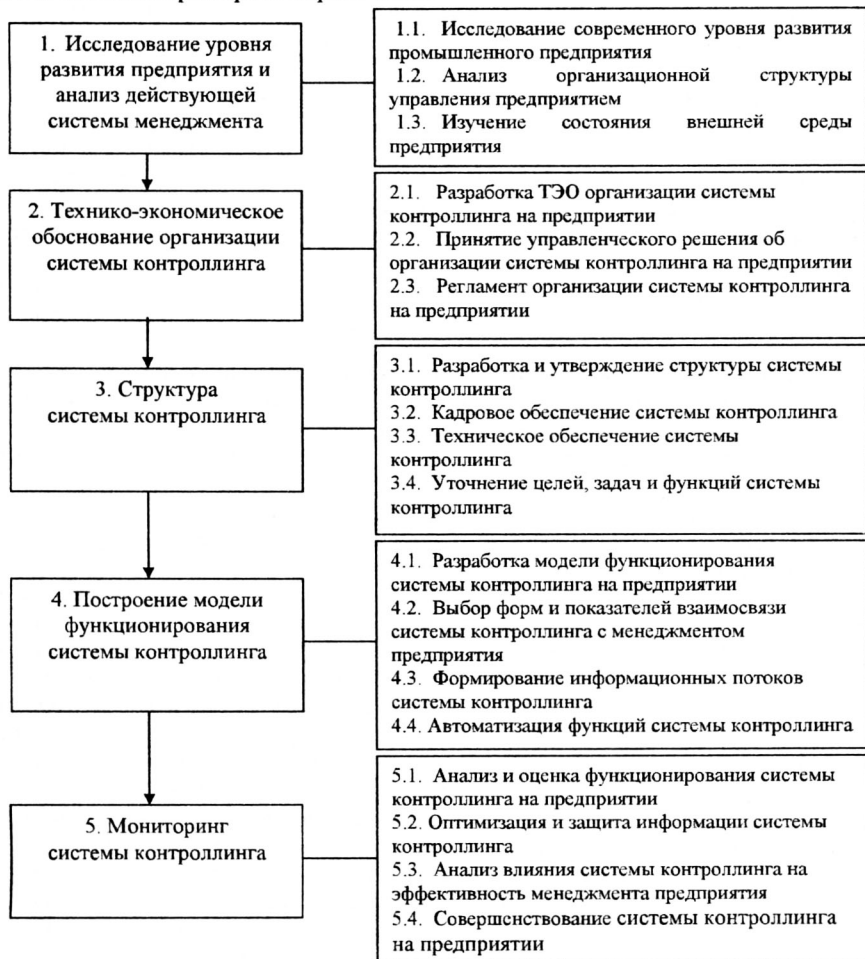 1. Исследование уровня
развития предприятия и
анализ действующей
системы менеджмента
1.1. Исследование современного уровня развития
промышленного предприятия
1.2. Анализ организационной структуры
управления предприятием
1.3. Изучение состояния внешней среды
предприятия
2. Технико-экономическое
обоснование организации
системы контроллинга
2.1. Разработка ТЭО организации системы
контроллинга на предприятии
2.2. Принятие управленческого решения об
организации системы контроллинга на предприятии
2.3. Регламент организации системы контроллинга
на предприятии
3. Структура
системы контроллинга
3.1. Разработка и утверждение структуры системы
контроллинга
3.2. Кадровое обеспечение системы контроллинга
3.3. Техническое обеспечение системы
контроллинга
3.4. Уточнение целей, задач и функций системы
контроллинга
4. Построение модели
функционирования
системы контроллинга
4.1. Разработка модели функционирования
системы контроллинга на предприятии
4.2. Выбор форм и показателей взаимосвязи
системы контроллинга с менеджментом
предприятия
4.3. Формирование информационных потоков
системы контроллинга
4.4. Автоматизация функций системы контроллинга
5. Мониторинг
системы контроллинга
5.1. Анализ и оценка функционирования системы
контроллинга на предприятии
5.2. Оптимизация и защита информации системы
контроллинга
5.3. Анализ влияния системы контроллинга на
эффективность менеджмента предприятия
5.4. Совершенствование системы контроллинга
на предприятии